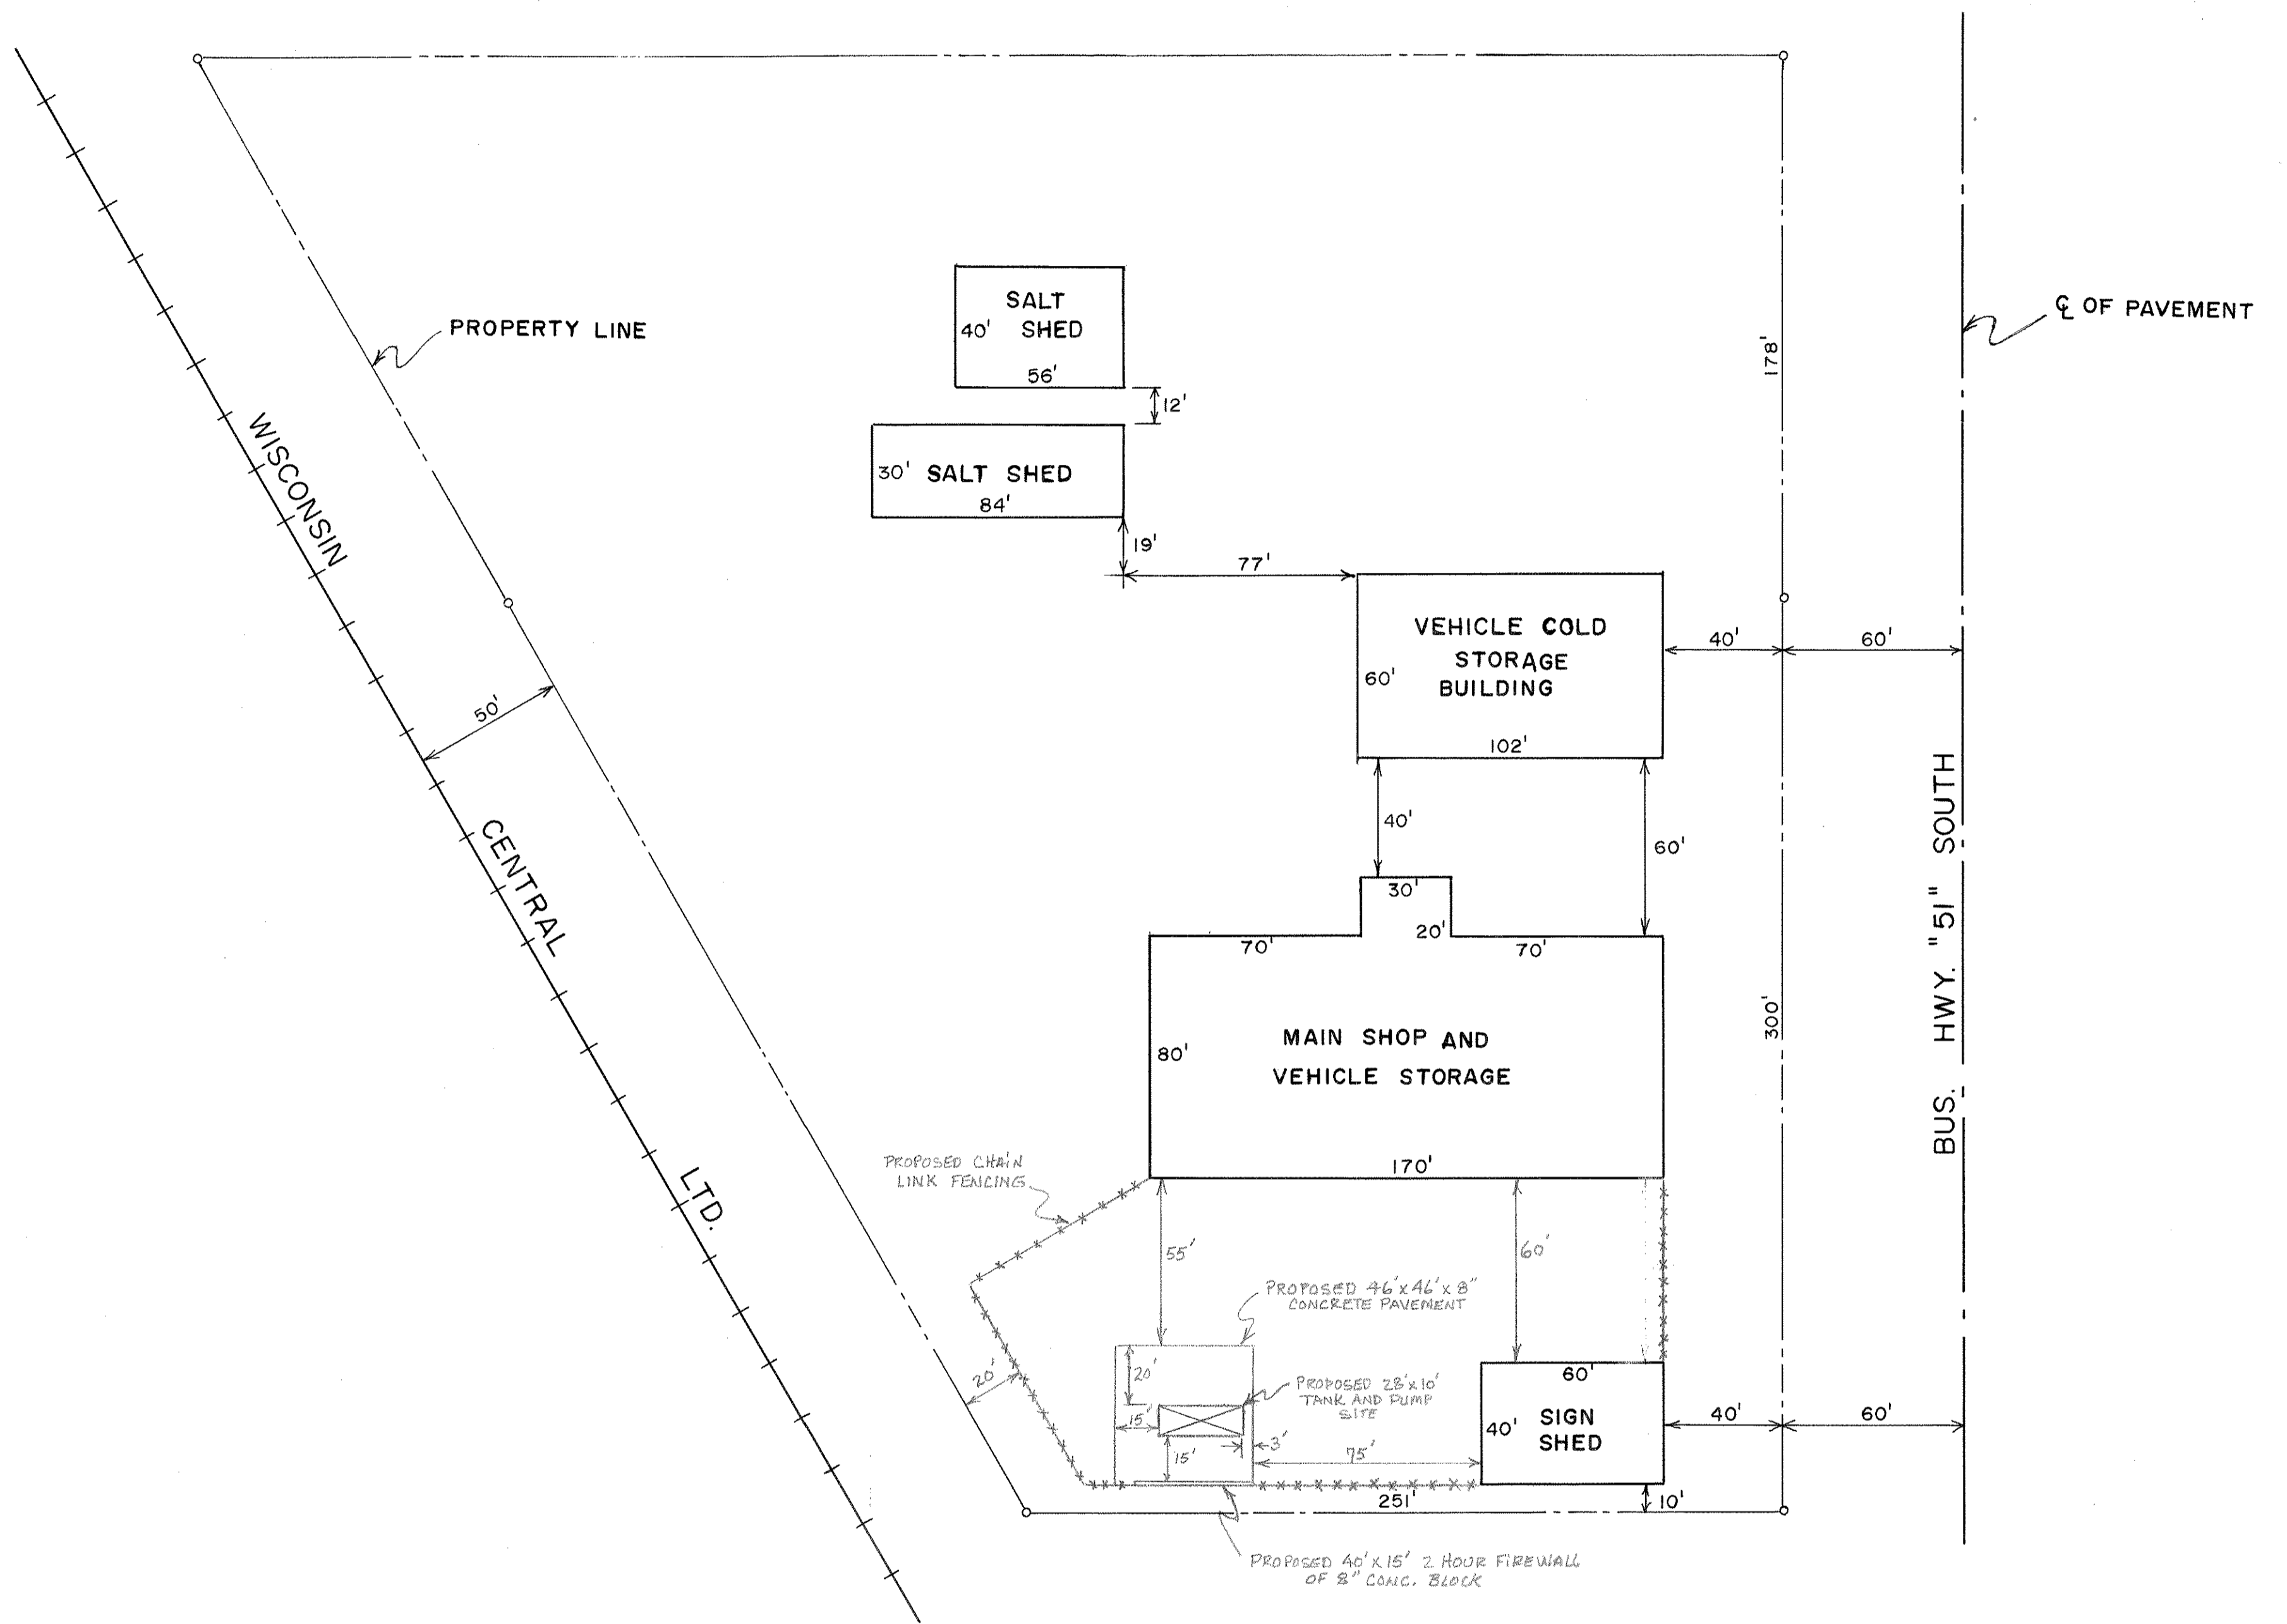 PROPERTY LINE
SALT
SHED
40'
56'
12'
30' SALT SHED
84'
19'
77'
178'
℄ OF PAVEMENT
WISCONSIN
CENTRAL
LTD.
50'
VEHICLE COLD
STORAGE
BUILDING
60'
102'
40'
60'
40'
60'
30'
20'
70'
70'
MAIN SHOP AND
VEHICLE STORAGE
80'
170'
300'
BUS. HWY. "51" SOUTH
PROPOSED CHAIN
LINK FENCING
55'
60'
PROPOSED 46'x46'x8"
CONCRETE PAVEMENT
20'
20'
15'
PROPOSED 28'x10'
TANK AND PUMP
SITE
15'
3'
75'
60'
40'
SIGN
SHED
40'
60'
251'
10'
PROPOSED 40'x15' 2 HOUR FIREWALL
OF 8" CONC. BLOCK